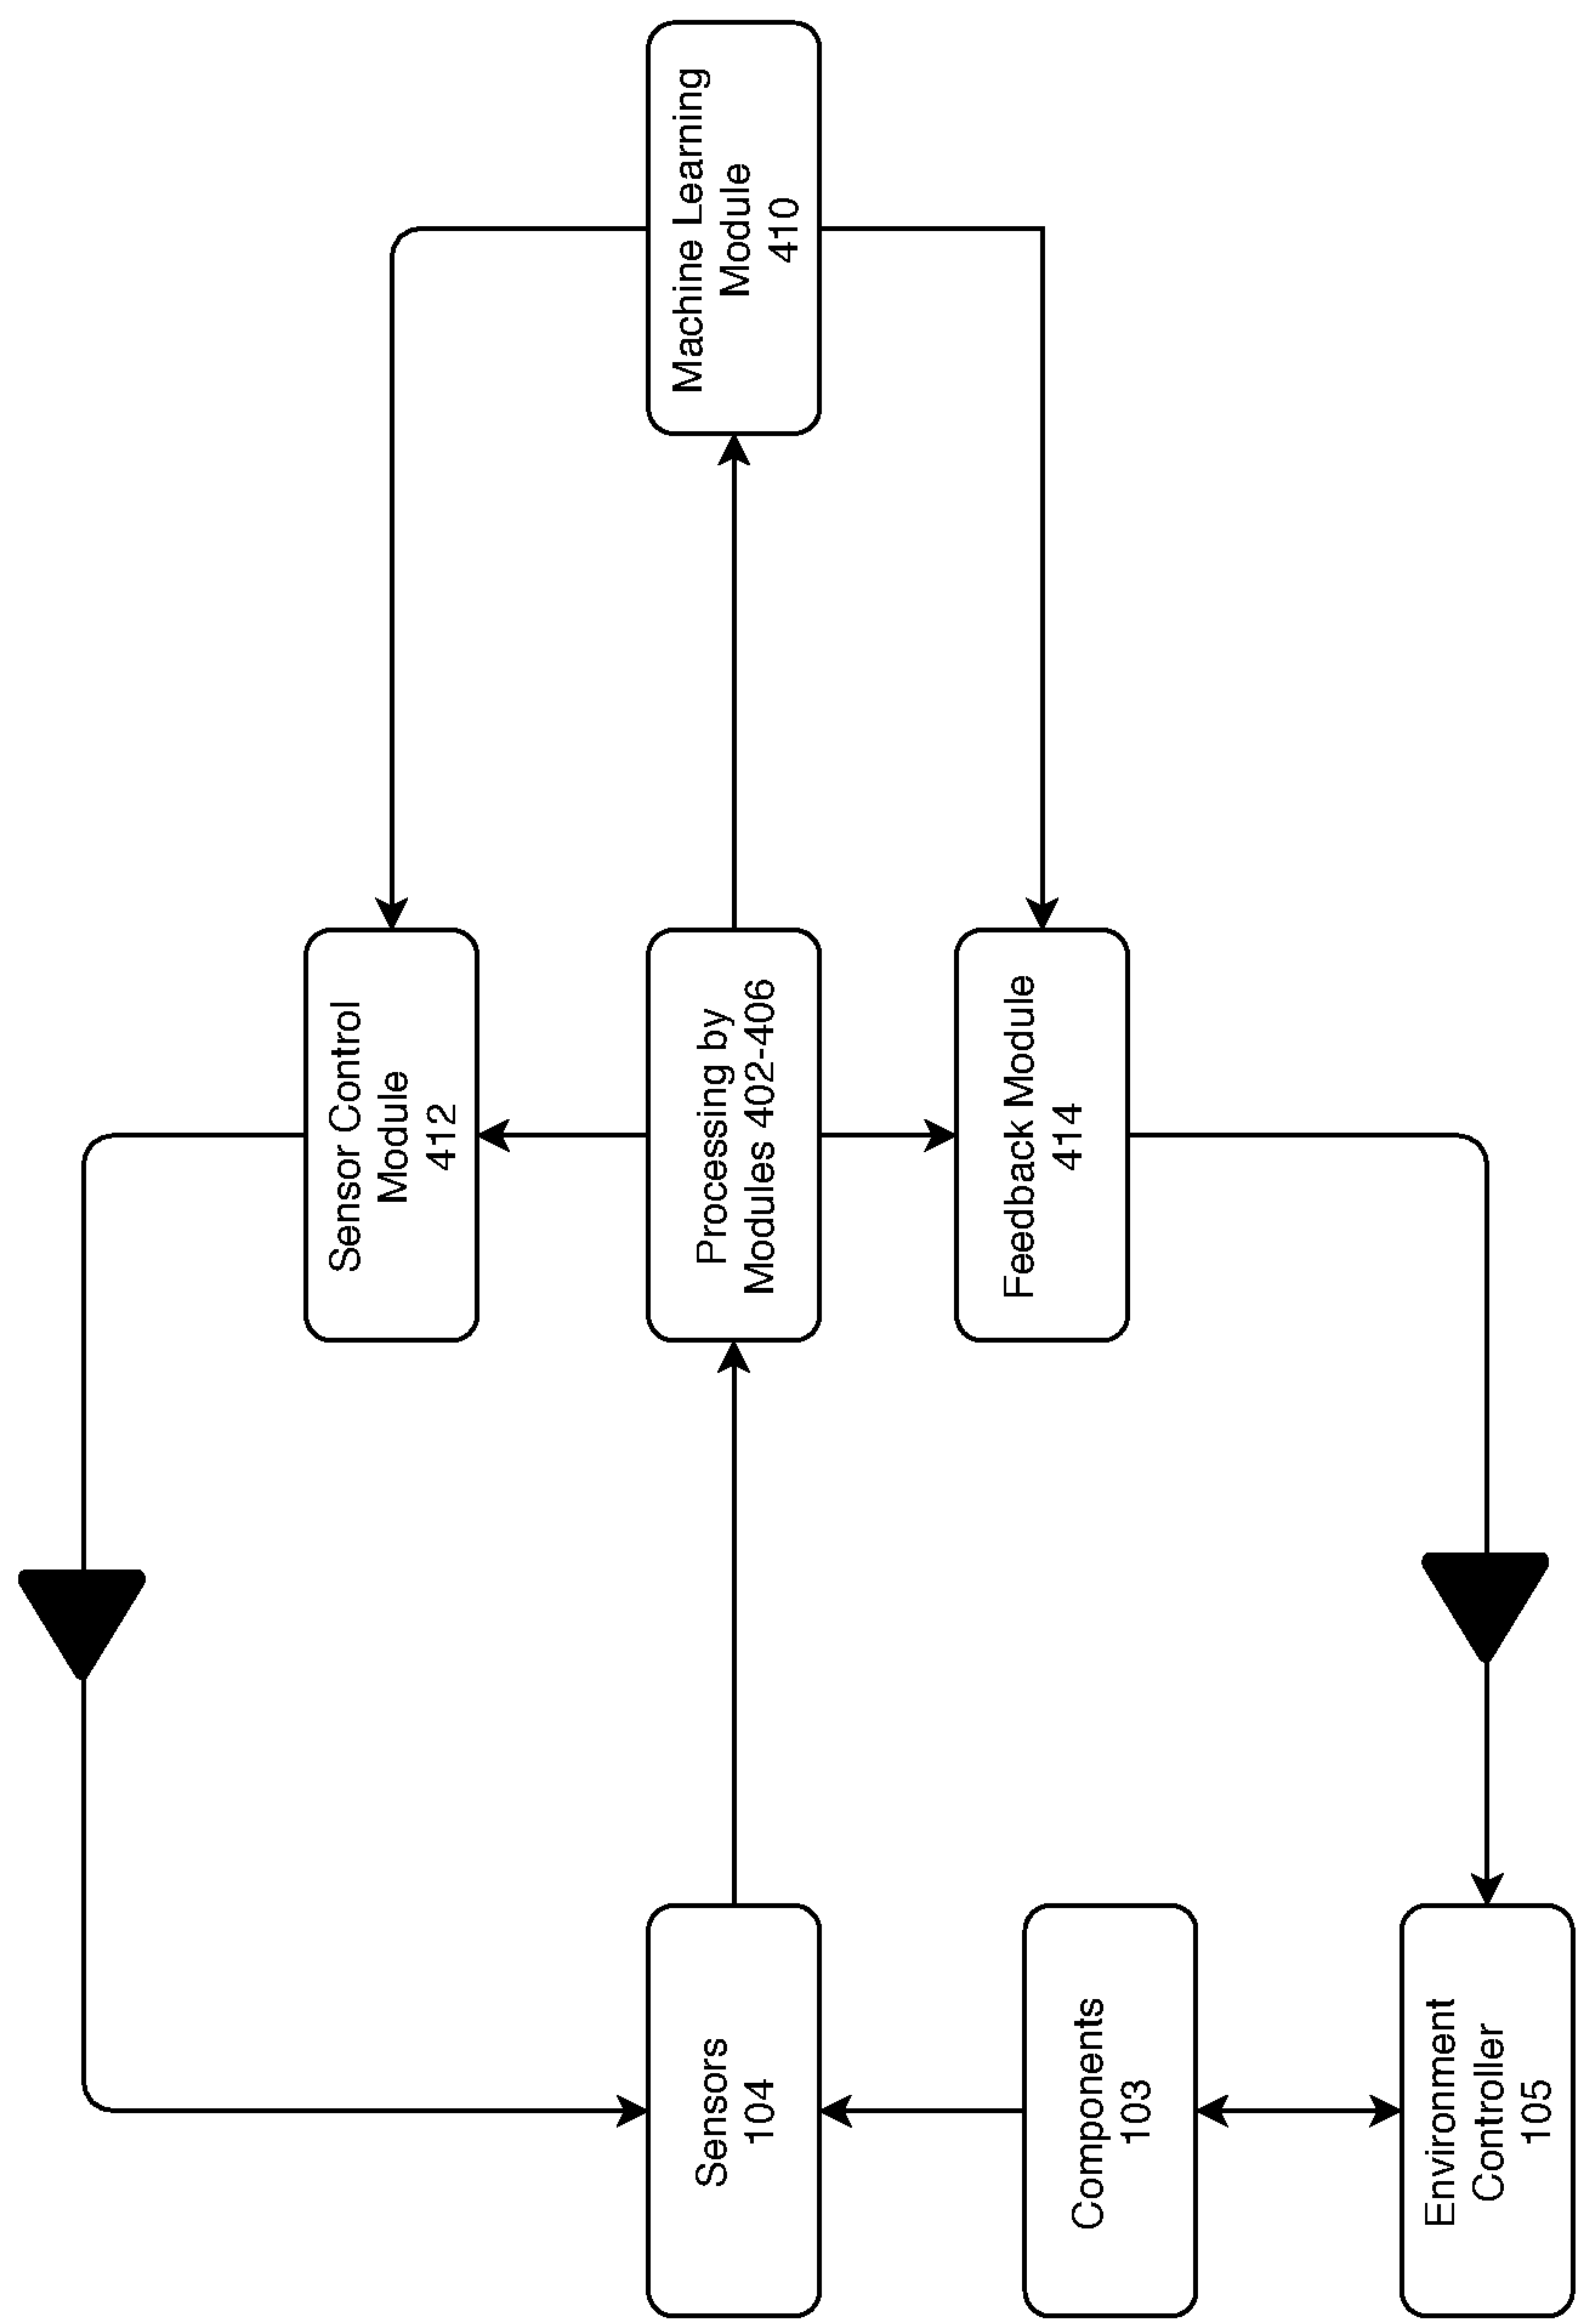 Sensor Control
Module
412
Sensors
104
Processing by
Modules 402-406
Machine Learning
Module
410
Components
103
Feedback Module
414
Environment
Controller
105